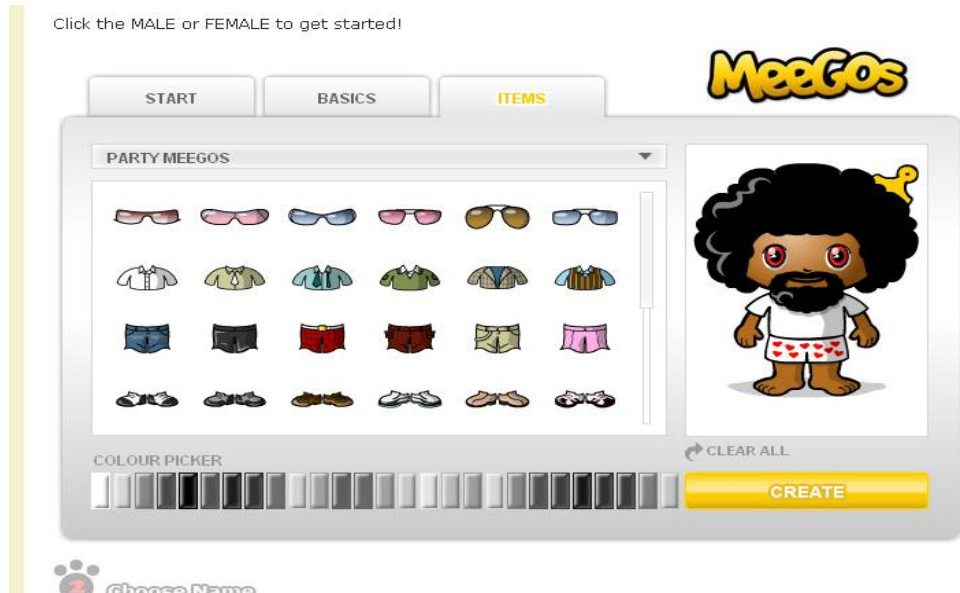 Click the MALE or FEMALE to get started!
MeeGos
START
BASICS
ITEMS
PARTY MEEGOS
COLOUR PICKER
CLEAR ALL
CREATE
2
Choose Name